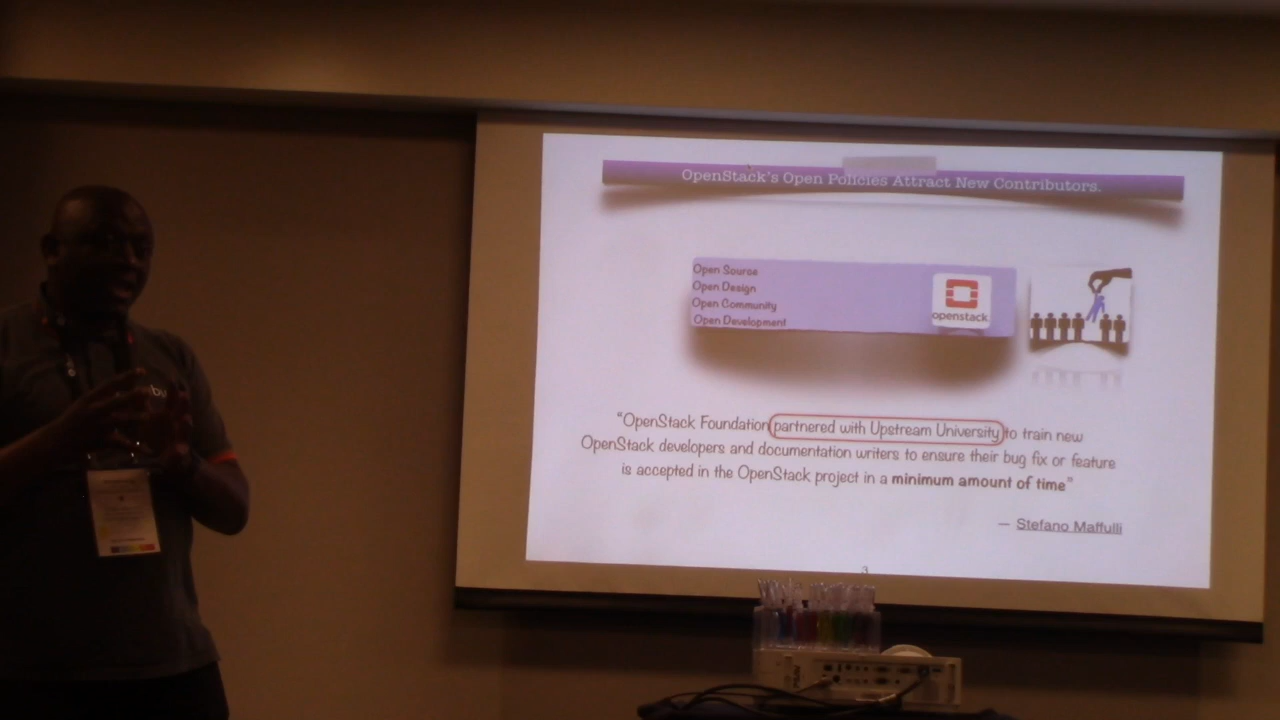 OpenStack's Open Policies Attract New Contributors.
Open Source
Open Design
Open Community
Open Development
openstack
"OpenStack Foundation partnered with Upstream University to train new
OpenStack developers and documentation writers to ensure their bug fix or feature
is accepted in the OpenStack project in a minimum amount of time"
— Stefano Maffulli
3